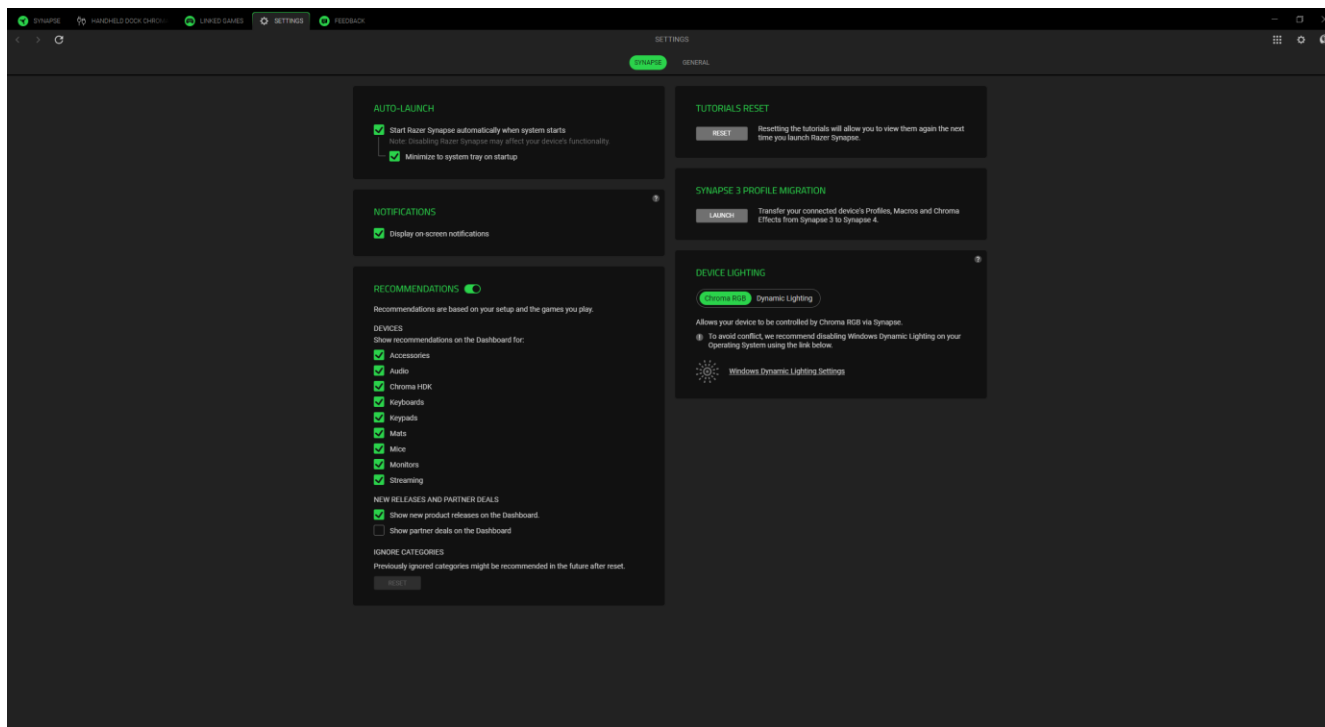 SYNAPSE
HANDHELD DOCK CHRO
LINKED GAMES
SETTINGS
FEEDBACK
SETTINGS
SYNAPSE
GENERAL
AUTO-LAUNCH
Start Razer Synapse automatically when system starts
Note: Disabling Razer Synapse may affect your device's functionality
Minimize to system tray on startup
NOTIFICATIONS
Display on-screen notifications
RECOMMENDATIONS
Recommendations are based on your setup and the games you play.
DEVICES
Show recommendations on the Dashboard for:
Accessories
Audio
Chroma HDK
Keyboards
Keypads
Mats
Mice
Monitors
Streaming
NEW RELEASES AND PARTNER DEALS
Show new product releases on the Dashboard.
Show partner deals on the Dashboard
IGNORE CATEGORIES
Previously ignored categories might be recommended in the future after reset.
RESET
TUTORIALS RESET
RESET
Resetting the tutorials will allow you to view them again the next
time you launch Razer Synapse.
SYNAPSE 3 PROFILE MIGRATION
LAUNCH
Transfer your connected device's Profiles, Macros and Chroma
Effects from Synapse 3 to Synapse 4.
DEVICE LIGHTING
Chroma RGB
Dynamic Lighting
Allows your device to be controlled by Chroma RGB via Synapse.
To avoid conflict, we recommend disabling Windows Dynamic Lighting on your
Operating System using the link below.
Windows Dynamic Lighting Settings